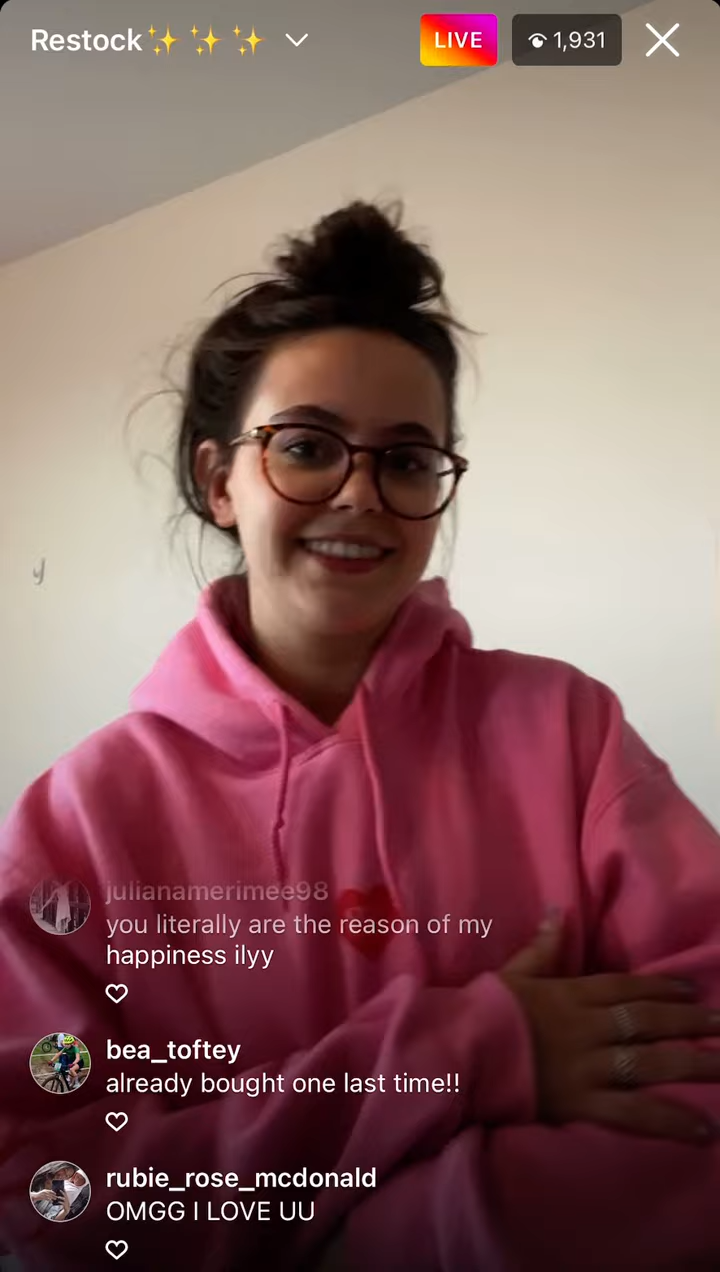 Restock✨✨✨
LIVE
1,931
y
julianamerimee98
you literally are the reason of my
happiness ilyy
bea_toftey
already bought one last time!!
rubie_rose_mcdonald
OMGG I LOVE UU